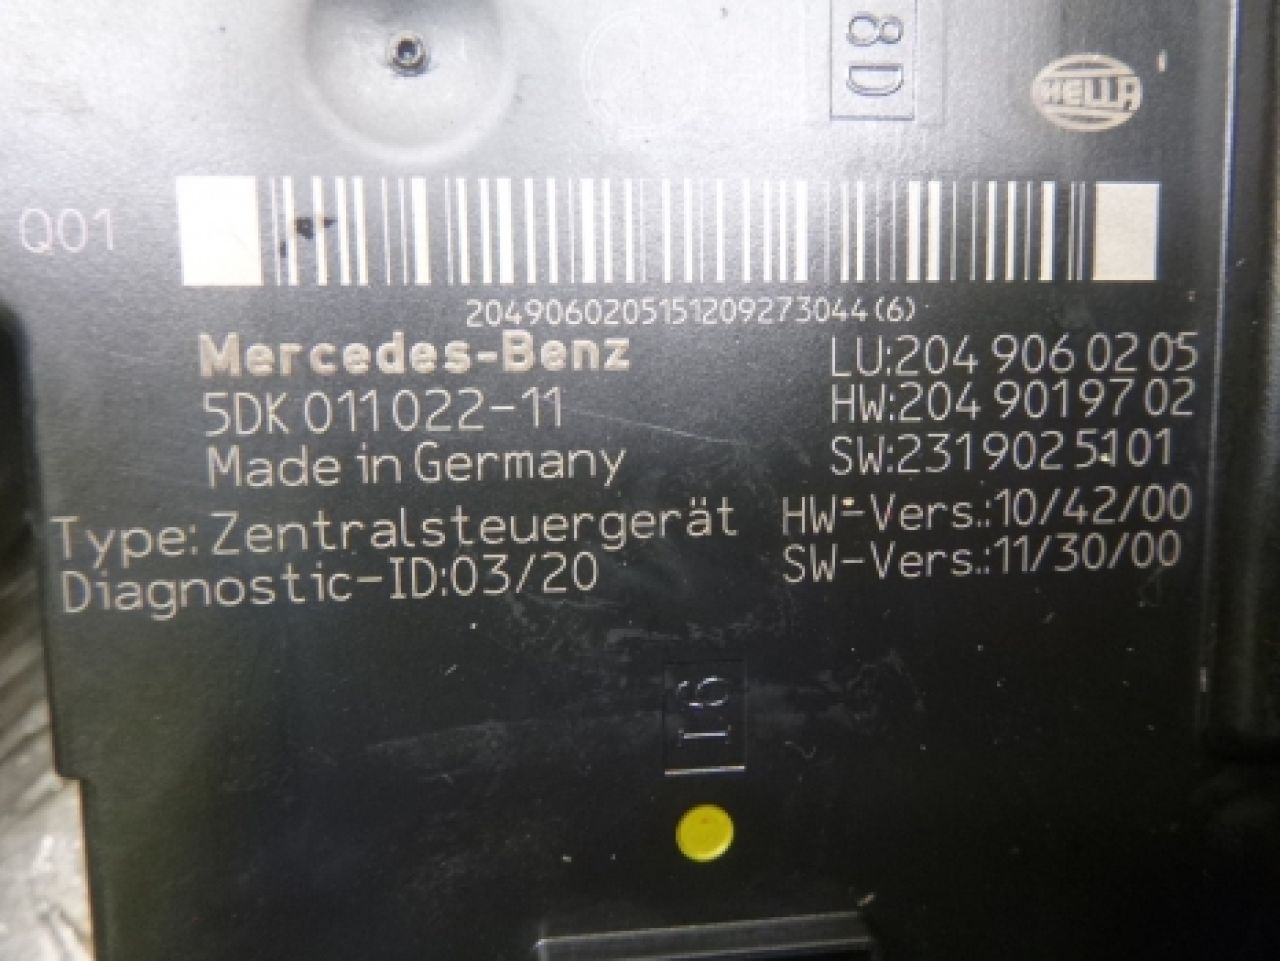 8D
HELLA
Q01
2049060205151209273044(6)
Mercedes-Benz
LU:204 906 02 05
5DK 011 022-11
HW:204 901 97 02
Made in Germany
SW:231 902 51 01
Type: Zentralsteuergerät
HW-Vers.:10/42/00
Diagnostic-ID:03/20
SW-Vers.:11/30/00
16